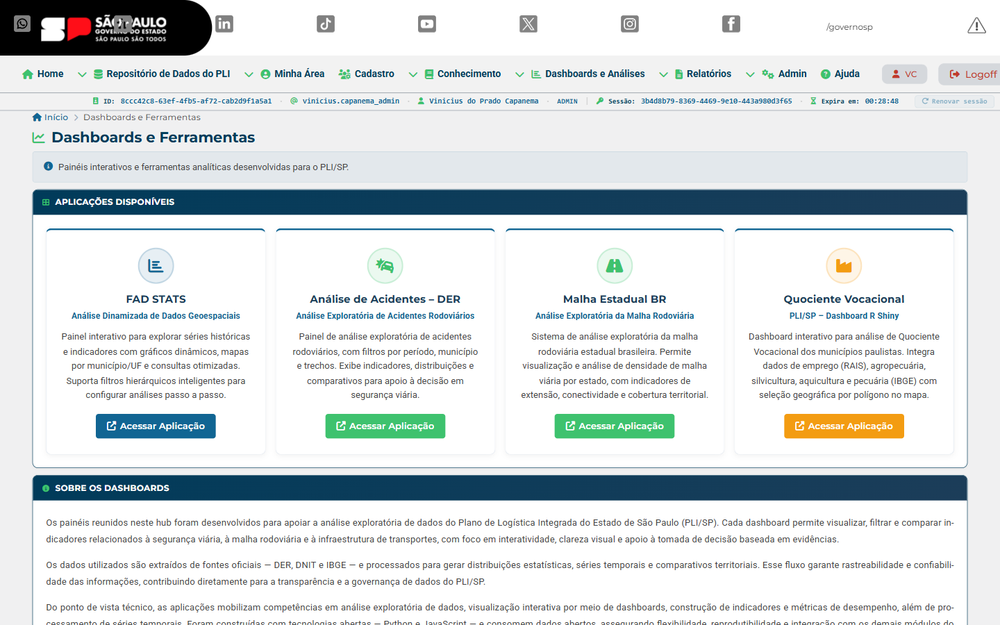 SÃO PAULO
GOVERNO DO ESTADO
SÃO PAULO SÃO TODOS
/governosp
Home
Repositório de Dados do PLI
Minha Área
Cadastro
Conhecimento
Dashboards e Análises
Relatórios
Admin
Ajuda
VC
Logoff
ID: 8ccc42c8-63ef-4fb5-af72-cab2d9f1a5a1 · vinicius.capanema_admin · Vinicius do Prado Capanema · ADMIN | Sessão: 3b4d8b79-8369-4469-9e10-443a980d3f65 · Expira em: 00:28:48 Renovar sessão
Início > Dashboards e Ferramentas
Dashboards e Ferramentas
Painéis interativos e ferramentas analíticas desenvolvidas para o PLI/SP.
APLICAÇÕES DISPONÍVEIS
FAD STATS
Análise Dinamizada de Dados Geoespaciais
Painel interativo para explorar séries históricas
e indicadores com gráficos dinâmicos, mapas
por município/UF e consultas otimizadas.
Suporta filtros hierárquicos inteligentes para
configurar análises passo a passo.
Acessar Aplicação
Análise de Acidentes – DER
Análise Exploratória de Acidentes Rodoviários
Painel de análise exploratória de acidentes
rodoviários, com filtros por período, município
e trechos. Exibe indicadores, distribuições e
comparativos para apoio à decisão em
segurança viária.
Acessar Aplicação
Malha Estadual BR
Análise Exploratória da Malha Rodoviária
Sistema de análise exploratória da malha
rodoviária estadual brasileira. Permite
visualização e análise de densidade de malha
viária por estado, com indicadores de
extensão, conectividade e cobertura territorial.
Acessar Aplicação
Quociente Vocacional
PLI/SP – Dashboard R Shiny
Dashboard interativo para análise de Quociente
Vocacional dos municípios paulistas. Integra
dados de emprego (RAIS), agropecuária,
silvicultura, aquicultura e pecuária (IBGE) com
seleção geográfica por polígono no mapa.
Acessar Aplicação
SOBRE OS DASHBOARDS
Os painéis reunidos neste hub foram desenvolvidos para apoiar a análise exploratória de dados do Plano de Logística Integrada do Estado de São Paulo (PLI/SP). Cada dashboard permite visualizar, filtrar e comparar in-
dicadores relacionados à segurança viária, à malha rodoviária e à infraestrutura de transportes, com foco em interatividade, clareza visual e apoio à tomada de decisão baseada em evidências.
Os dados utilizados são extraídos de fontes oficiais — DER, DNIT e IBGE — e processados para gerar distribuições estatísticas, séries temporais e comparativos territoriais. Esse fluxo garante rastreabilidade e confiabili-
dade das informações, contribuindo diretamente para a transparência e a governança de dados do PLI/SP.
Do ponto de vista técnico, as aplicações mobilizam competências em análise exploratória de dados, visualização interativa por meio de dashboards, construção de indicadores e métricas de desempenho, além de pro-
cessamento de séries temporais. Foram construídas com tecnologias abertas — Python e JavaScript — e consomem dados abertos, assegurando flexibilidade, reprodutibilidade e integração com os demais módulos do